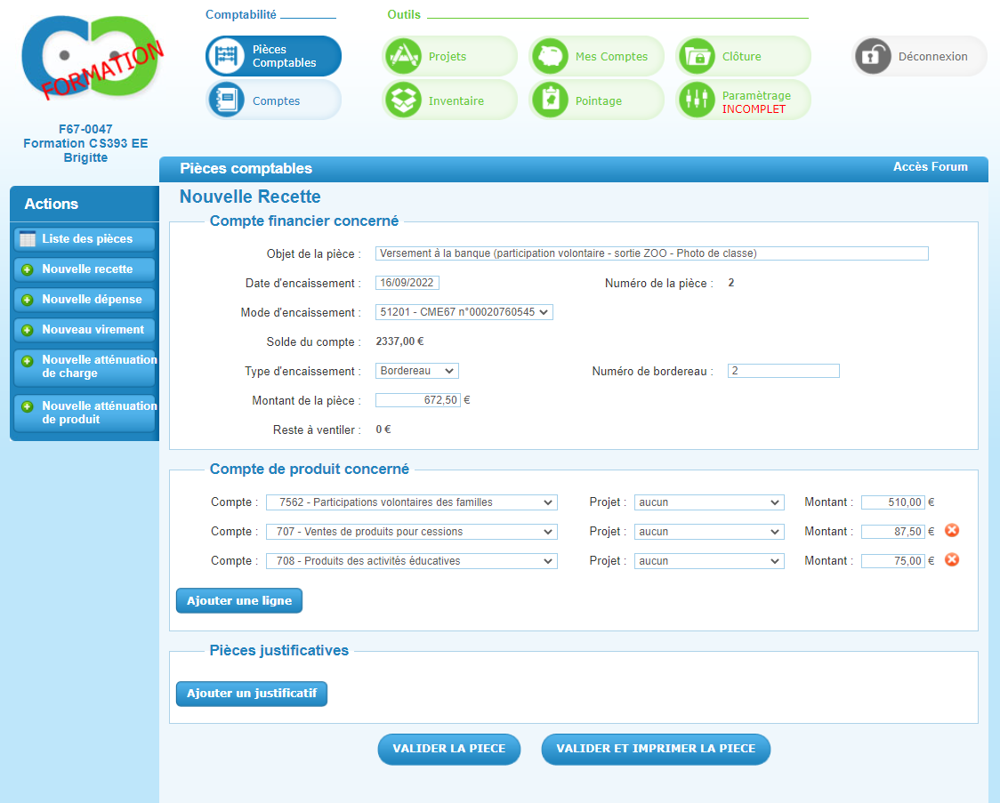 FORMATION
F67-0047
Formation CS393 EE
Brigitte
Comptabilité
Pièces
Comptables
Comptes
Outils
Projets
Mes Comptes
Clôture
Inventaire
Pointage
Paramètrage
INCOMPLET
Déconnexion
Pièces comptables
Accès Forum
Actions
Liste des pièces
Nouvelle recette
Nouvelle dépense
Nouveau virement
Nouvelle atténuation
de charge
Nouvelle atténuation
de produit
Nouvelle Recette
Compte financier concerné
Objet de la pièce : Versement à la banque (participation volontaire - sortie ZOO - Photo de classe)
Date d'encaissement : 16/09/2022 Numéro de la pièce : 2
Mode d'encaissement : 51201 - CME67 n°00020760545
Solde du compte : 2337,00 €
Type d'encaissement : Bordereau Numéro de bordereau : 2
Montant de la pièce : 672,50 €
Reste à ventiler : 0 €
Compte de produit concerné
Compte : 7562 - Participations volontaires des familles Projet : aucun Montant : 510,00 €
Compte : 707 - Ventes de produits pour cessions Projet : aucun Montant : 87,50 €
Compte : 708 - Produits des activités éducatives Projet : aucun Montant : 75,00 €
Ajouter une ligne
Pièces justificatives
Ajouter un justificatif
VALIDER LA PIECE VALIDER ET IMPRIMER LA PIECE